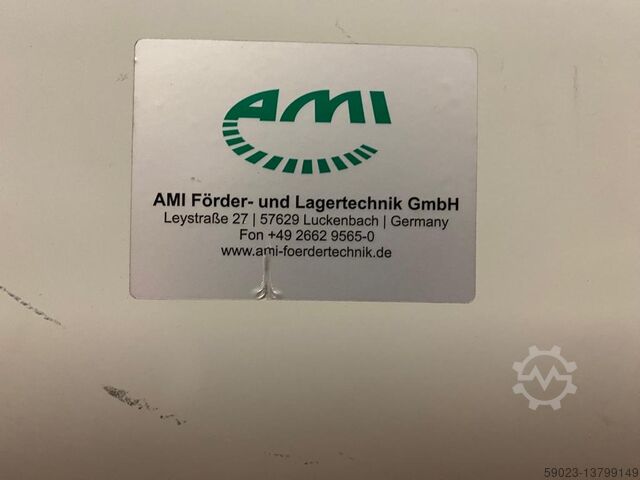 AMI
AMI Förder- und Lagertechnik GmbH
Leystraße 27 | 57629 Luckenbach | Germany
Fon +49 2662 9565-0
www.ami-foerdertechnik.de
59023-13799149